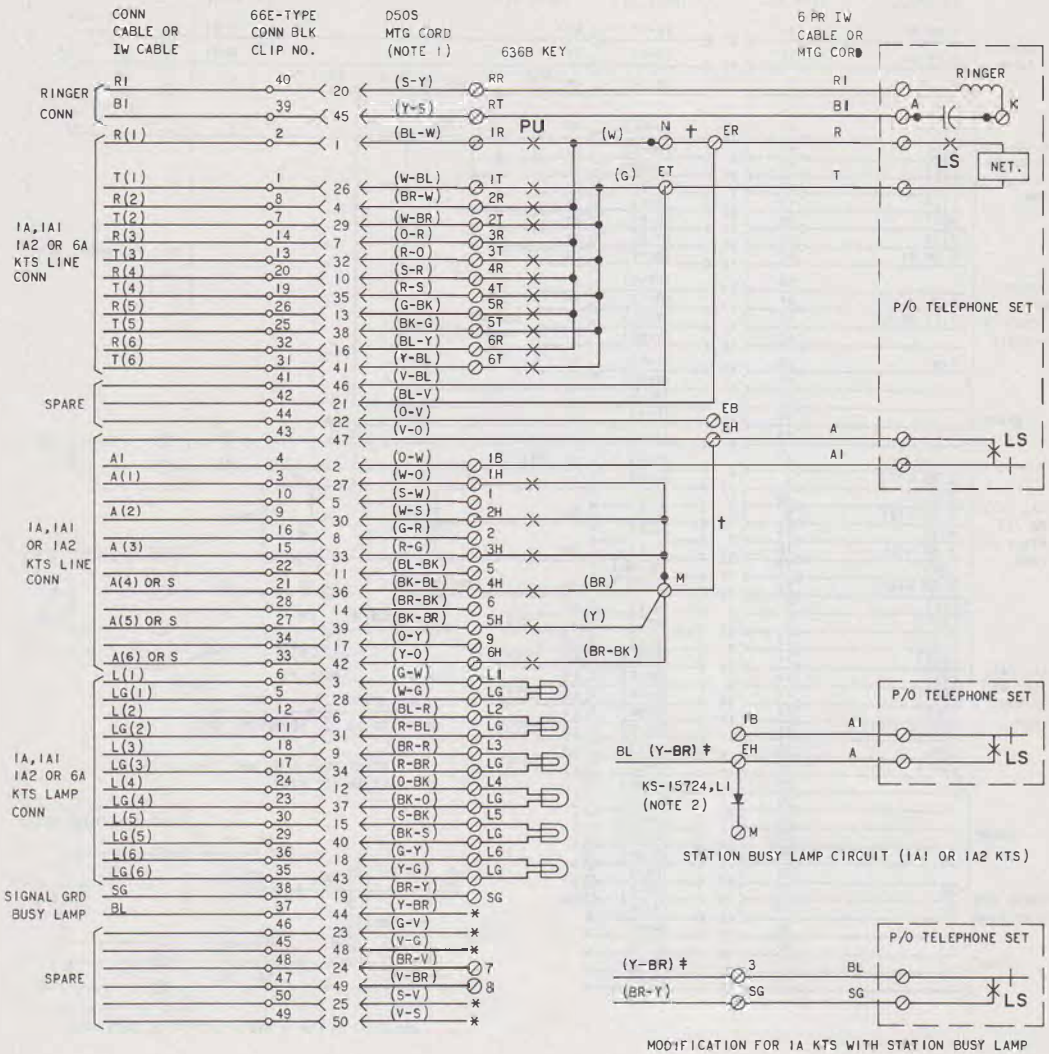 CONN CABLE OR IW CABLE
66E-TYPE CONN BLK CLIP NO.
D50S MTG CORD (NOTE 1)
636B KEY
6 PR IW CABLE OR MTG CORD
RINGER CONN
RI 40 20 (S-Y) RR RI RINGER
BI 39 45 (Y-S) RT BI A K
R(1) 2 1 (BL-W) 1R PU (W) N † ER R LS NET.
T(1) 1 26 (W-BL) 1T (G) ET T
R(2) 8 4 (BR-W) 2R
T(2) 7 29 (W-BR) 2T
R(3) 14 7 (O-R) 3R
T(3) 13 32 (R-O) 3T
1A,1A1 1A2 OR 6A KTS LINE CONN
R(4) 20 10 (S-R) 4R
T(4) 19 35 (R-S) 4T
R(5) 26 13 (G-BK) 5R
P/O TELEPHONE SET
T(5) 25 38 (BK-G) 5T
R(6) 32 16 (BL-Y) 6R
T(6) 31 41 (Y-BL) 6T
SPARE
41 46 (V-BL)
42 21 (BL-V)
44 22 (O-V) EB
43 47 (V-O) EH A LS
A1 4 2 (O-W) 1B A1
A(1) 3 27 (W-O) 1H
10 5 (S-W) 1
A(2) 9 30 (W-S) 2H
16 8 (G-R) 2 †
1A,1A1 OR 1A2 KTS LINE CONN
A(3) 15 33 (R-G) 3H
22 11 (BL-BK) 5
A(4) OR S 21 36 (BK-BL) 4H (BR) M
28 14 (BR-BK) 6
A(5) OR S 27 39 (BK-BR) 5H (Y)
34 17 (O-Y) 9
A(6) OR S 33 42 (Y-O) 6H (BR-BK)
L(1) 6 3 (G-W) L1
LG(1) 5 28 (W-G) LG
L(2) 12 6 (BL-R) L2
LG(2) 11 31 (R-BL) LG
L(3) 18 9 (BR-R) L3
LG(3) 17 34 (R-BR) LG
1A,1A1 1A2 OR 6A KTS LAMP CONN
L(4) 24 12 (O-BK) L4
LG(4) 23 37 (BK-O) LG
L(5) 30 15 (S-BK) L5
LG(5) 29 40 (BK-S) LG
L(6) 36 18 (G-Y) L6
LG(6) 35 43 (Y-G) LG
SIGNAL GRD
SG 38 19 (BR-Y) SG
BUSY LAMP
BL 37 44 (Y-BR) *
SPARE
46 23 (G-V) *
45 48 (V-G) *
48 24 (BR-V) 7
47 49 (V-BR) 8
50 25 (S-V) *
49 50 (V-S) *
P/O TELEPHONE SET
1B A1
BL (Y-BR) ‡ EH A LS
KS-15724,L1 (NOTE 2)
M
STATION BUSY LAMP CIRCUIT (1A1 OR 1A2 KTS)
P/O TELEPHONE SET
(Y-BR) ‡ 3 BL
(BR-Y) SG SG LS
MODIFICATION FOR 1A KTS WITH STATION BUSY LAMP